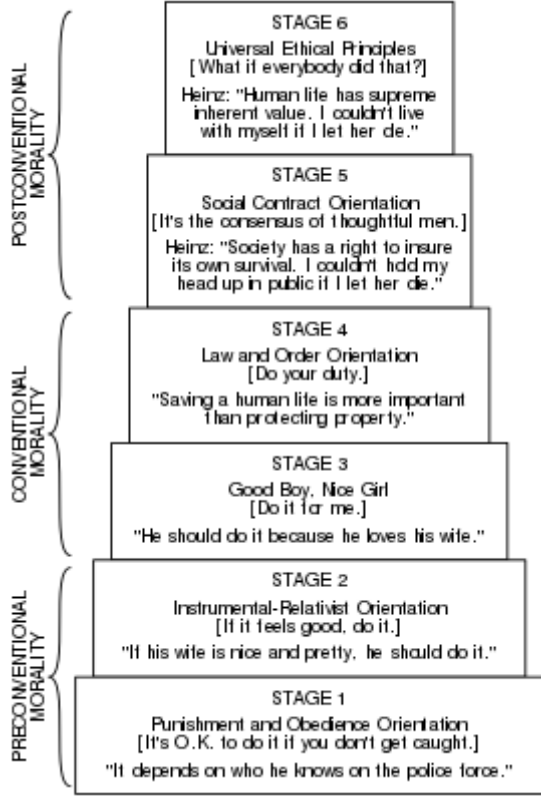 POSTCONVENTIONAL
MORALITY
STAGE 6
Universal Ethical Principles
[What if everybody did that?]
Heinz: "Human life has supreme
inherent value. I couldn't live
with myself if I let her die."
STAGE 5
Social Contract Orientation
[It's the consensus of thoughtful men.]
Heinz: "Society has a right to insure
its own survival. I couldn't hold my
head up in public if I let her die."
CONVENTIONAL
MORALITY
STAGE 4
Law and Order Orientation
[Do your duty.]
"Saving a human life is more important
than protecting property."
STAGE 3
Good Boy, Nice Girl
[Do it for me.]
"He should do it because he loves his wife."
PRECONVENTIONAL
MORALITY
STAGE 2
Instrumental-Relativist Orientation
[If it feels good, do it.]
"If his wife is nice and pretty, he should do it."
STAGE 1
Punishment and Obedience Orientation
[It's O.K. to do it if you don't get caught.]
"It depends on who he knows on the police force."